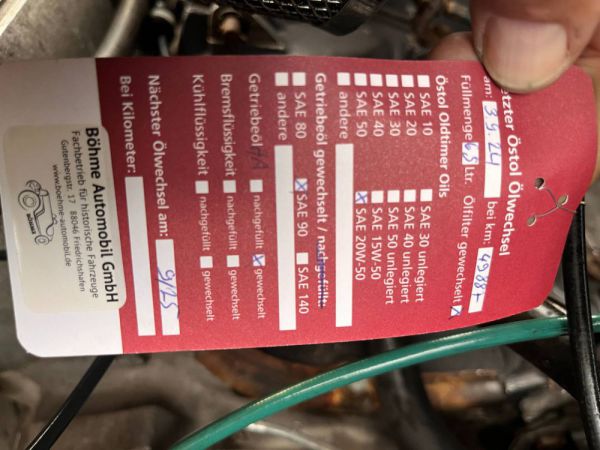 etzter Östol Ölwechsel
am: 3.9.24 bei km: 49887
Füllmenge 6,5 Ltr. Ölfilter gewechselt x
Östol Oldtimer Oils
SAE 10 SAE 30 unlegiert
SAE 20 SAE 40 unlegiert
SAE 30 SAE 50 unlegiert
SAE 40 SAE 15W-50
SAE 50 x SAE 20W-50
andere
Getriebeöl gewechselt / nachgefüllt:
SAE 80 x SAE 90 SAE 140
andere
Getriebeöl nachgefüllt x gewechselt
Bremsflüssigkeit nachgefüllt gewechselt
Kühlflüssigkeit nachgefüllt gewechselt
Nächster Ölwechsel am: 9/25
Bei Kilometer:
BÖHME
Böhme Automobil GmbH
Fachbetrieb für historische Fahrzeuge
Gutenbergstr. 17 88046 Friedrichshafen
www.boehme-automobil.de